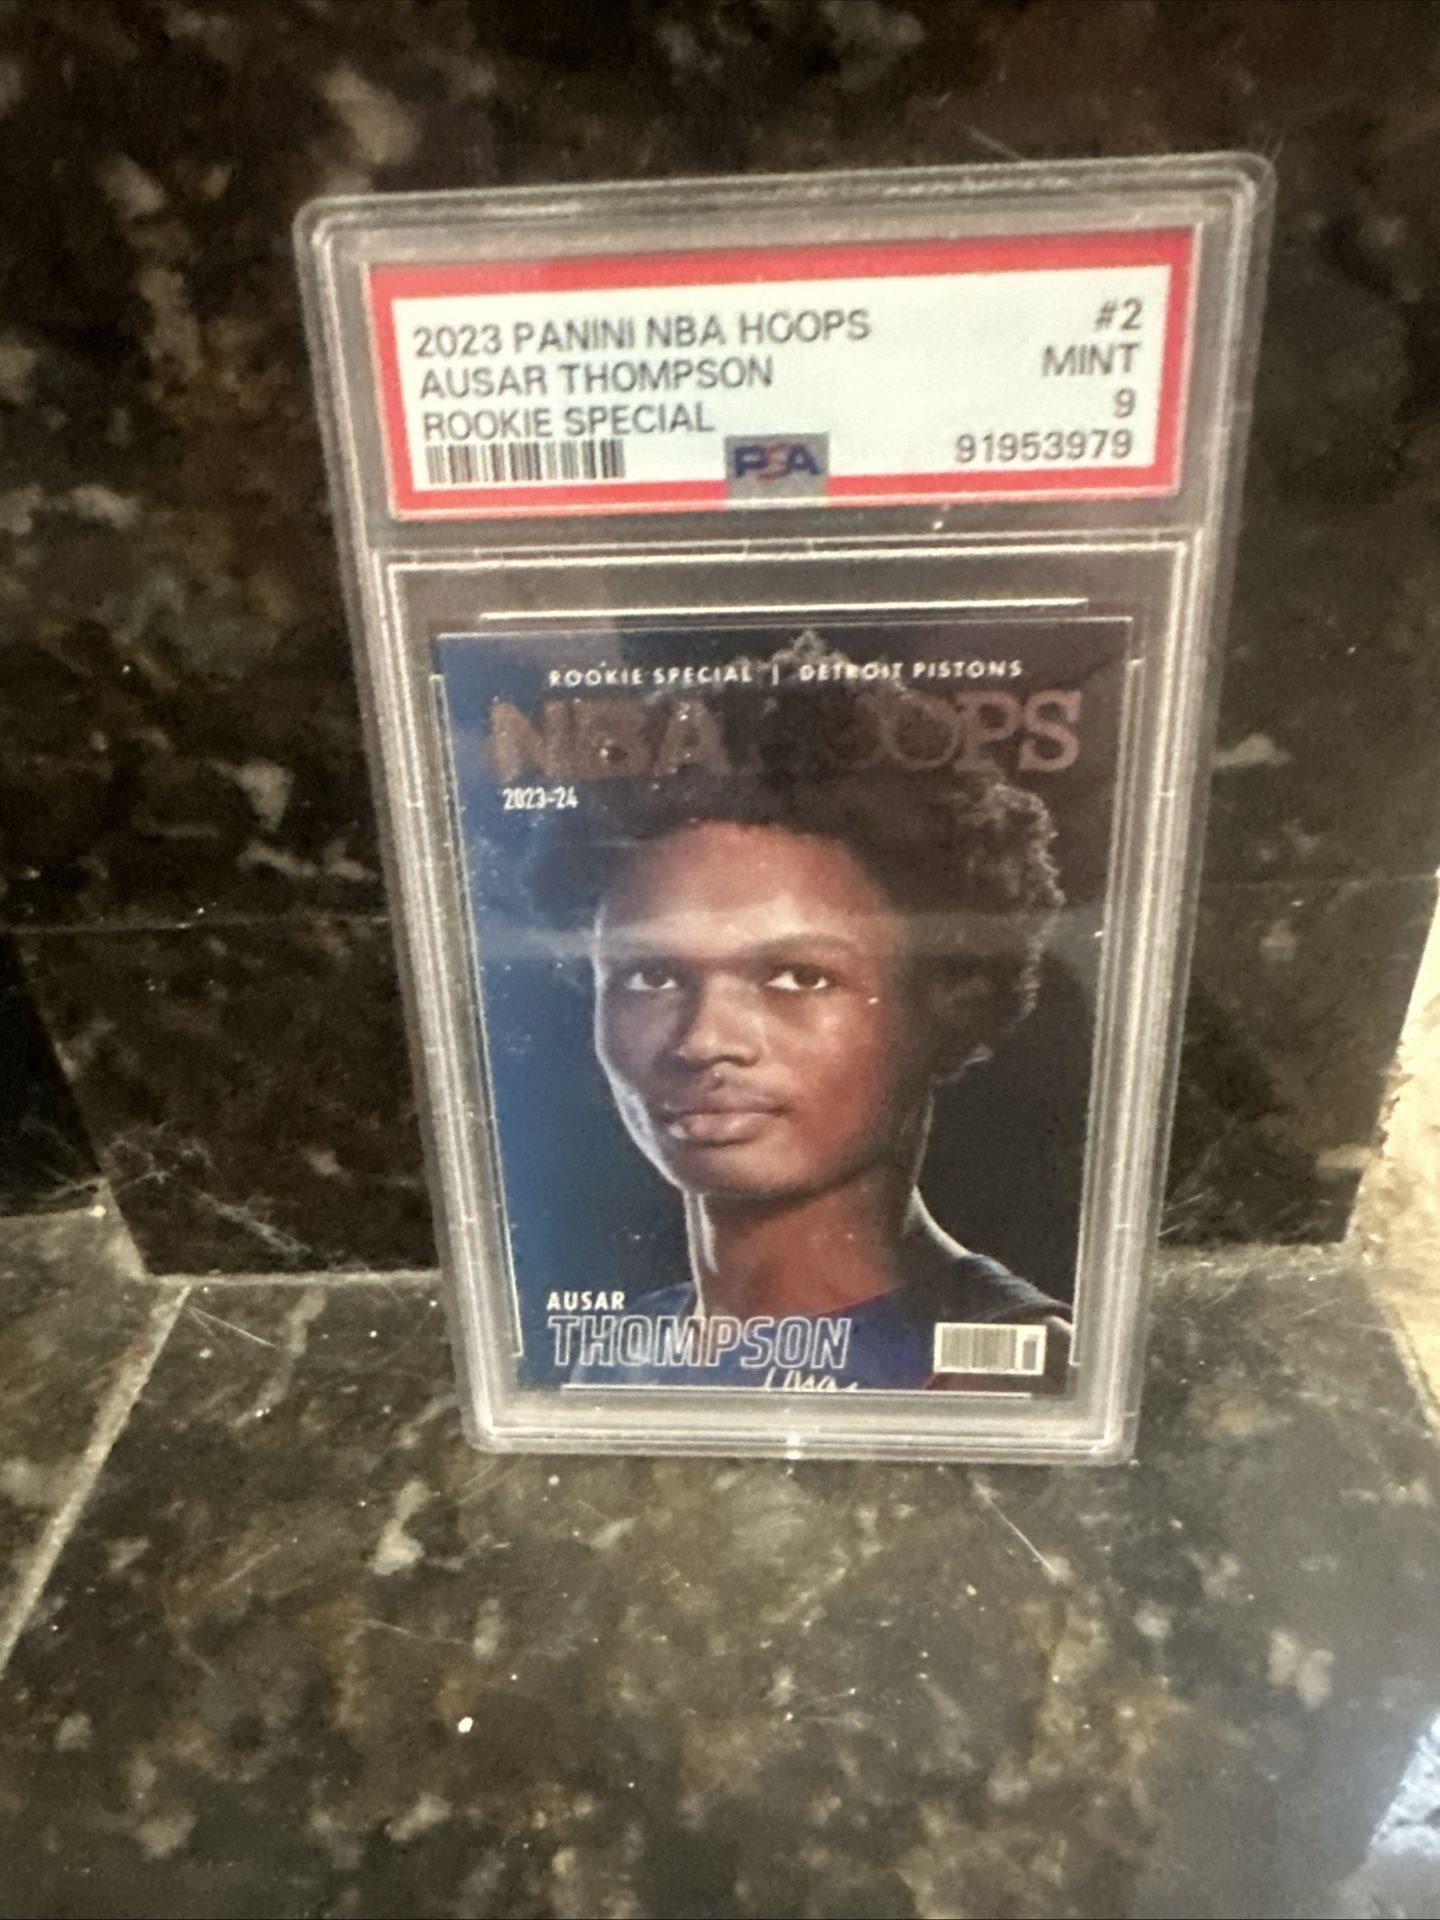 2023 PANINI NBA HOOPS #2
AUSAR THOMPSON MINT
ROOKIE SPECIAL 9
PSA 91953979
ROOKIE SPECIAL | DETROIT PISTONS
NBA HOOPS
2023-24
AUSAR
THOMPSON